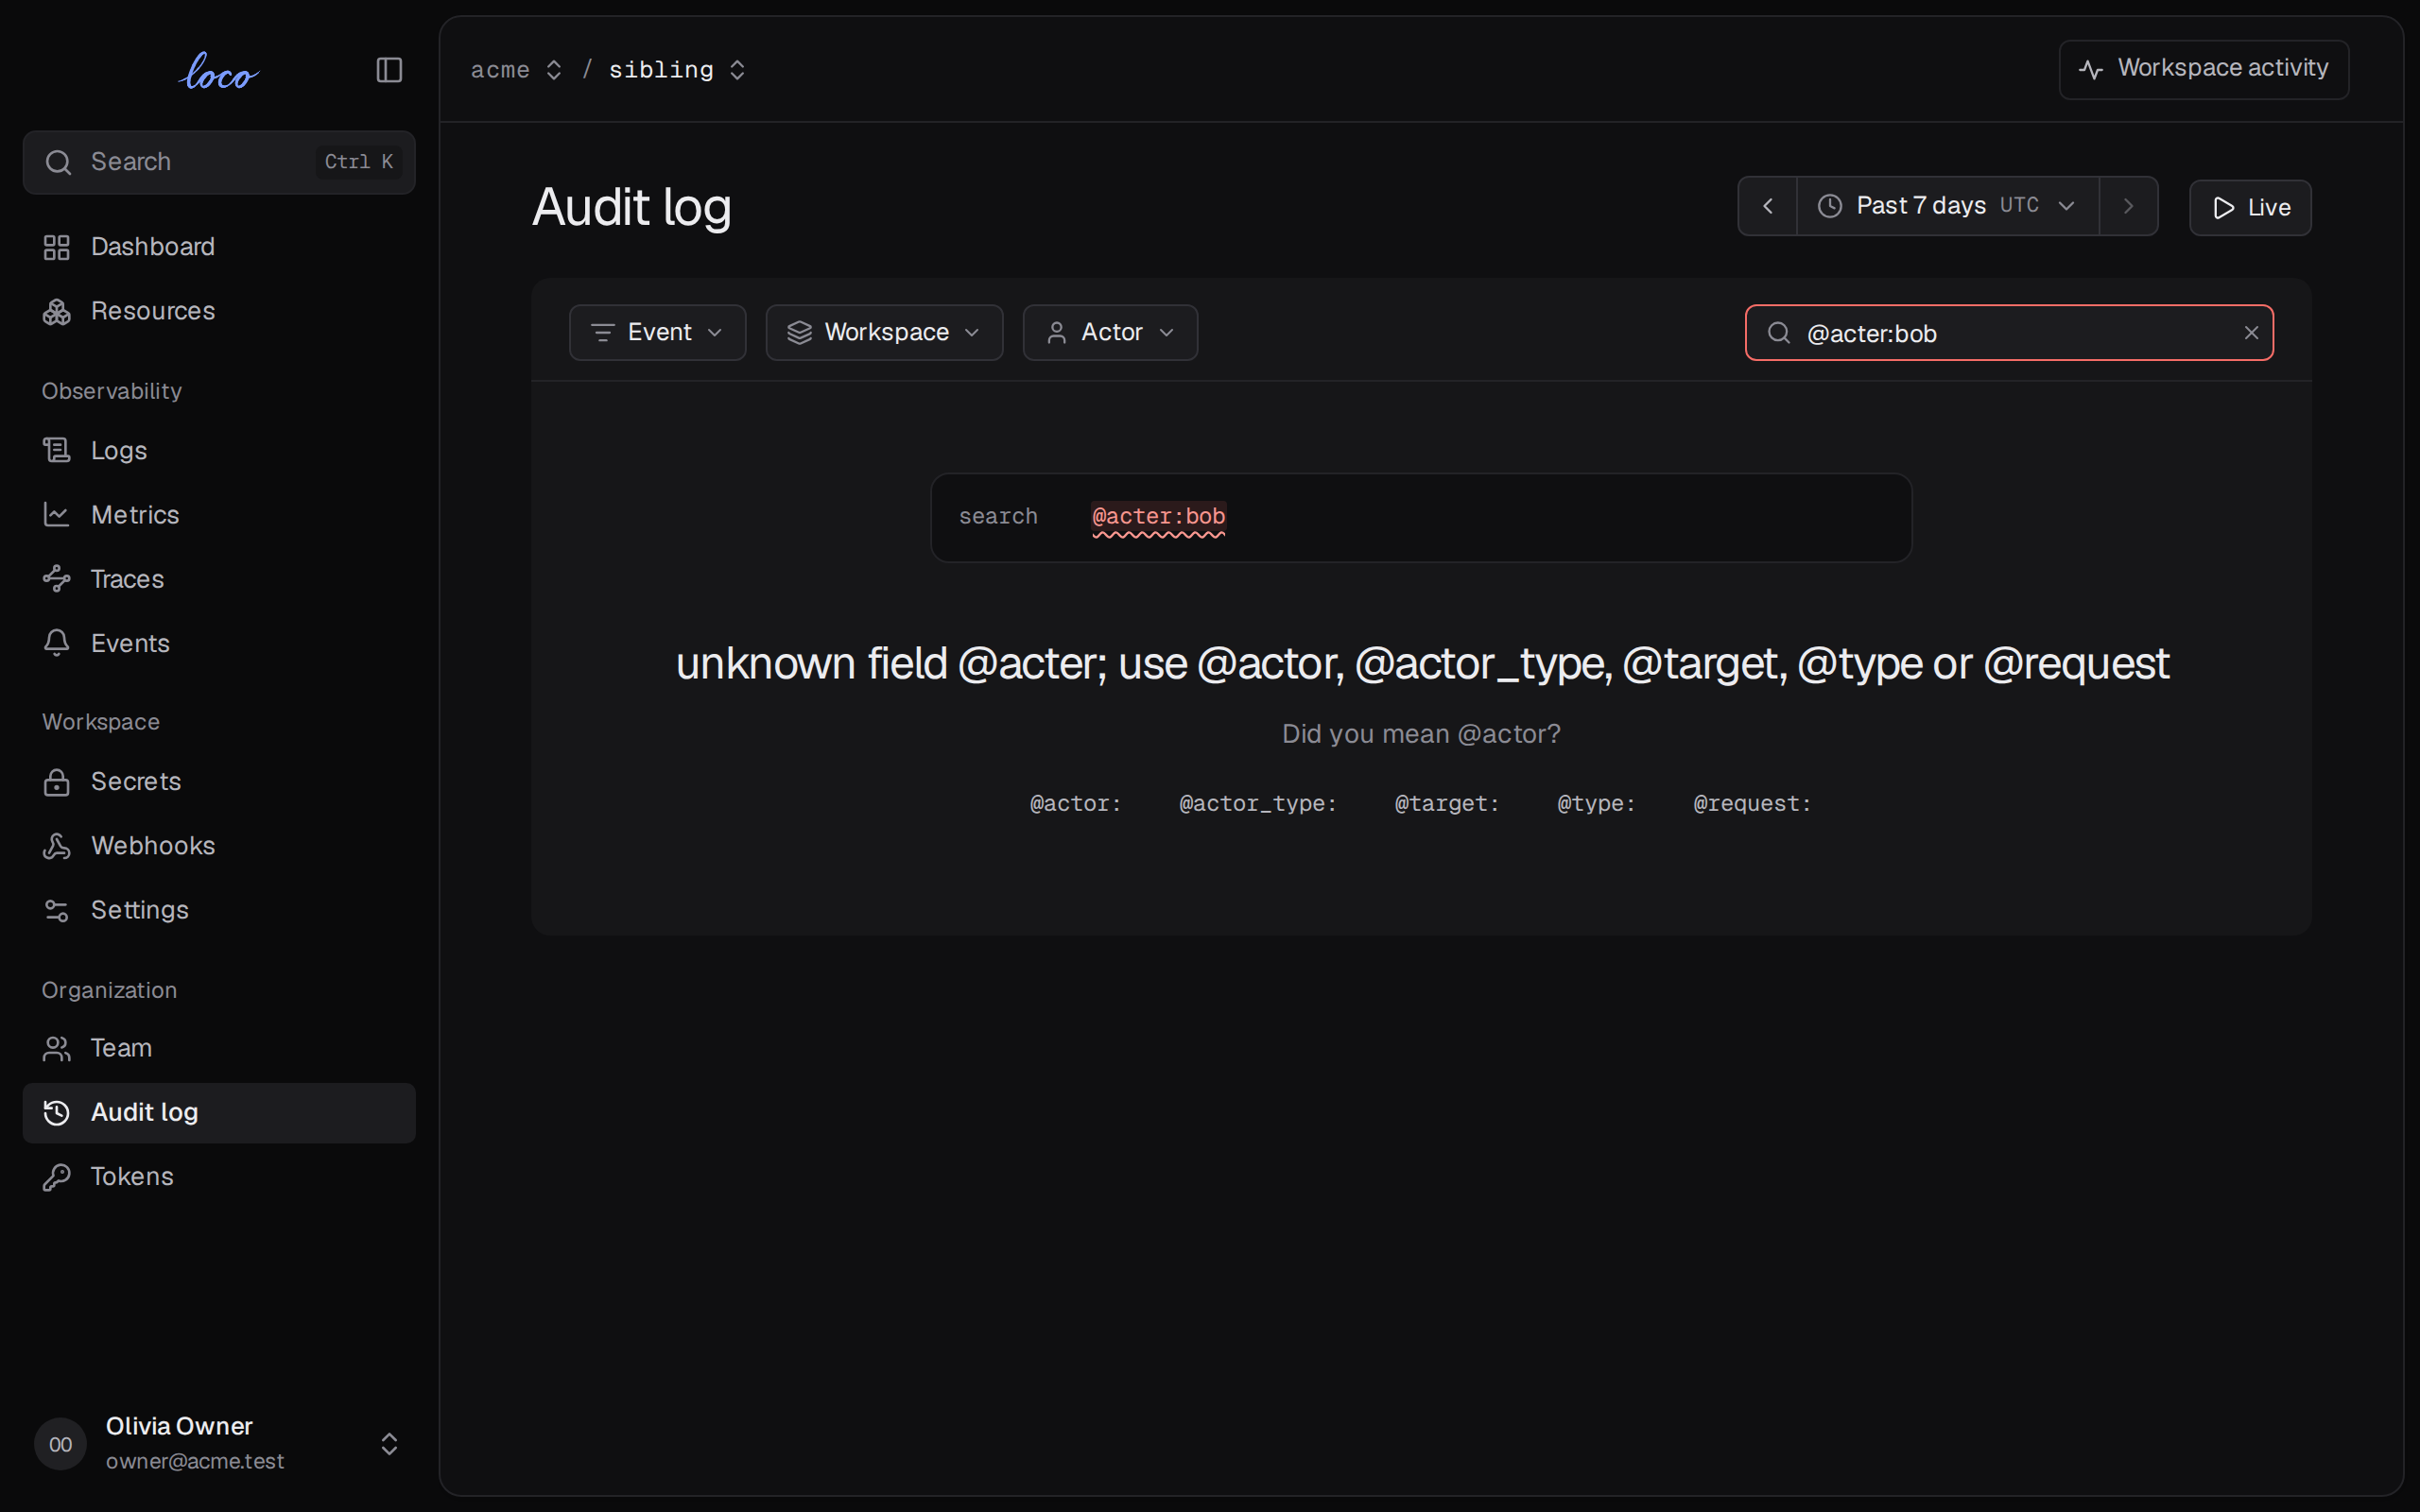 loco
Search Ctrl K
Dashboard
Resources
Observability
Logs
Metrics
Traces
Events
Workspace
Secrets
Webhooks
Settings
Organization
Team
Audit log
Tokens
OO Olivia Owner
owner@acme.test
acme / sibling
Workspace activity
Audit log
Past 7 days UTC
Live
Event Workspace Actor
@acter:bob
search @acter:bob
unknown field @acter; use @actor, @actor_type, @target, @type or @request
Did you mean @actor?
@actor: @actor_type: @target: @type: @request: